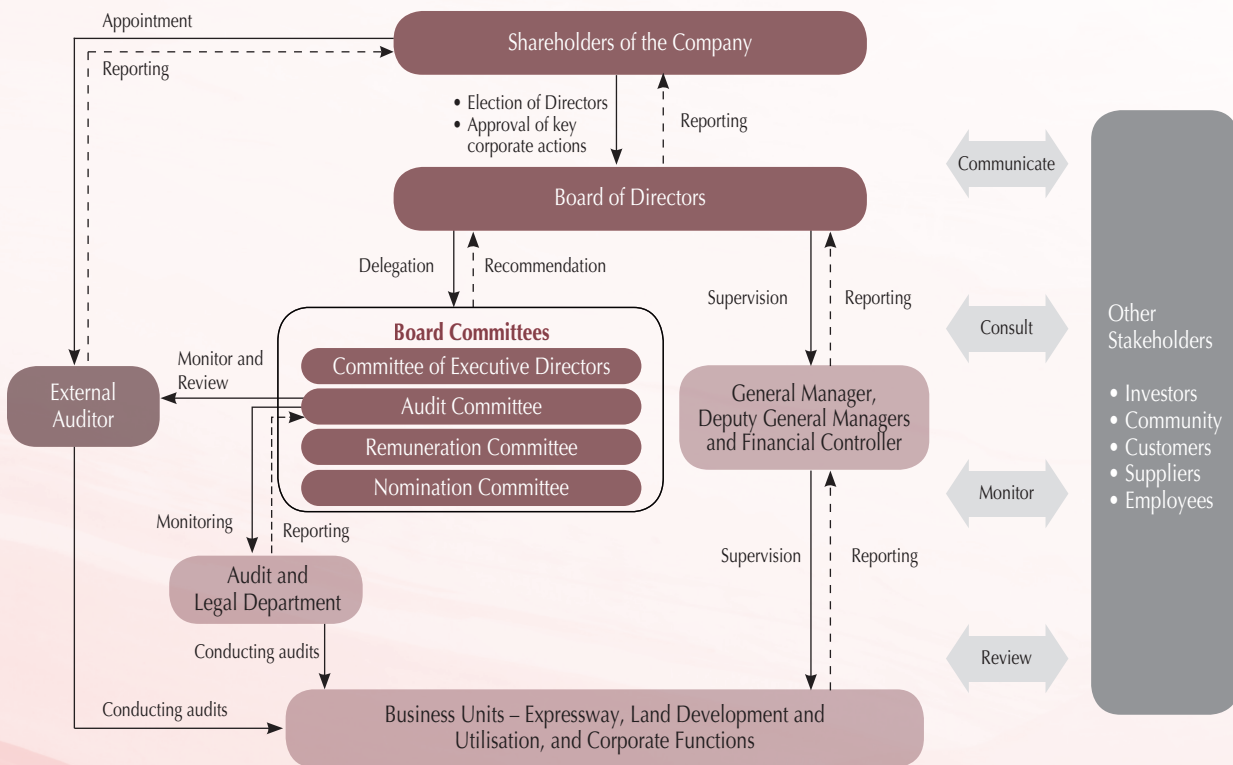 Appointment
Shareholders of the Company
Reporting
• Election of Directors
• Approval of key
corporate actions
Reporting
Communicate
Board of Directors
Delegation
Recommendation
Supervision
Reporting
Consult
Other
Stakeholders
• Investors
• Community
• Customers
• Suppliers
• Employees
Board Committees
Committee of Executive Directors
Audit Committee
Remuneration Committee
Nomination Committee
Monitor and
Review
External
Auditor
General Manager,
Deputy General Managers
and Financial Controller
Monitor
Monitoring
Reporting
Supervision
Reporting
Audit and
Legal Department
Conducting audits
Review
Conducting audits
Business Units – Expressway, Land Development and
Utilisation, and Corporate Functions